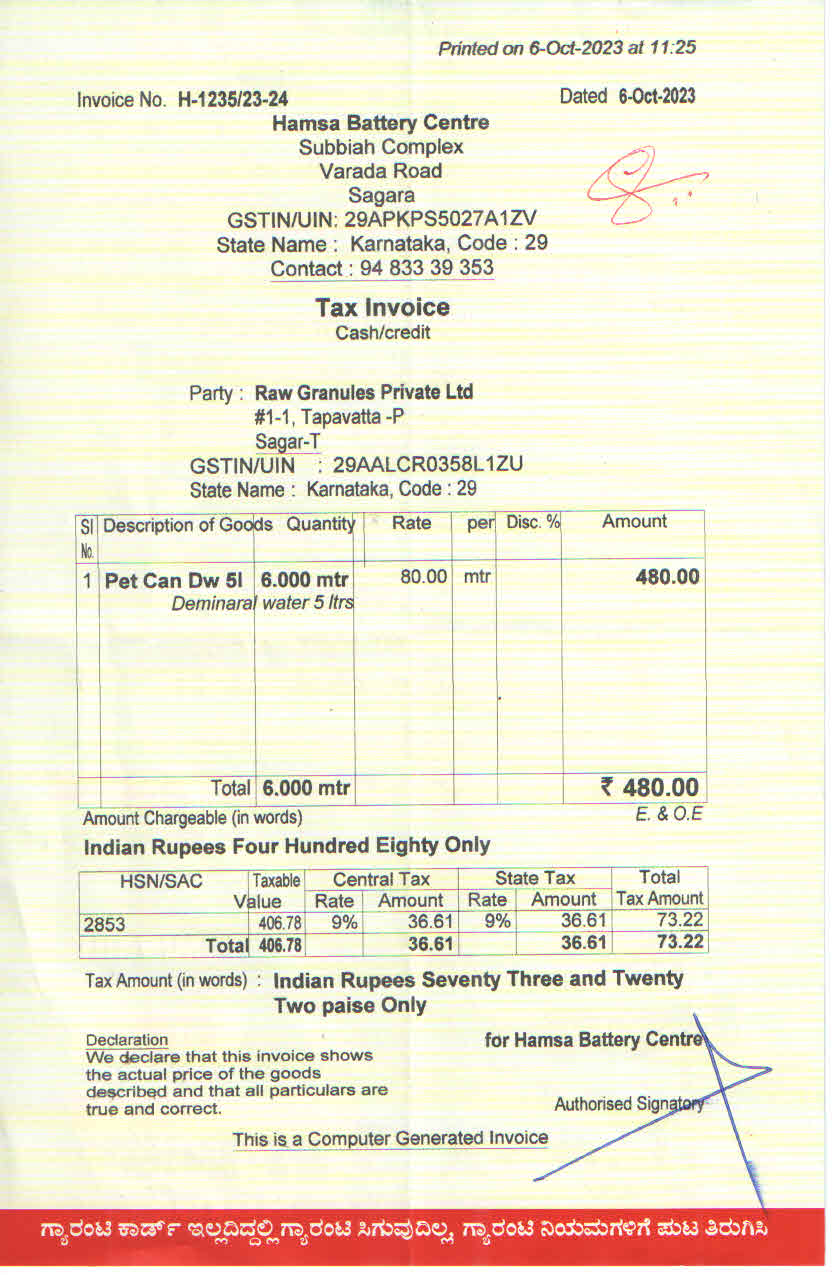 Printed on 6-Oct-2023 at 11:25
Invoice No. H-1235/23-24 Dated 6-Oct-2023
Hamsa Battery Centre
Subbiah Complex
Varada Road
Sagara
GSTIN/UIN: 29APKPS5027A1ZV
State Name : Karnataka, Code : 29
Contact : 94 833 39 353
Tax Invoice
Cash/credit
Party : Raw Granules Private Ltd
#1-1, Tapavatta -P
Sagar-T
GSTIN/UIN : 29AALCR0358L1ZU
State Name : Karnataka, Code : 29
Sl No. Description of Goods Quantity Rate per Disc. % Amount
1 Pet Can Dw 5l 6.000 mtr 80.00 mtr 480.00
Deminaral water 5 ltrs
Total 6.000 mtr ₹ 480.00
Amount Chargeable (in words) E. & O.E
Indian Rupees Four Hundred Eighty Only
HSN/SAC Taxable Central Tax State Tax Total
Value Rate Amount Rate Amount Tax Amount
2853 406.78 9% 36.61 9% 36.61 73.22
Total 406.78 36.61 36.61 73.22
Tax Amount (in words) : Indian Rupees Seventy Three and Twenty
Two paise Only
Declaration for Hamsa Battery Centre
We declare that this invoice shows
the actual price of the goods
described and that all particulars are
true and correct. Authorised Signatory
This is a Computer Generated Invoice
ಗ್ಯಾರಂಟಿ ಕಾರ್ಡ್ ಇಲ್ಲದಿದ್ದಲ್ಲಿ ಗ್ಯಾರಂಟಿ ಸಿಗುವುದಿಲ್ಲ, ಗ್ಯಾರಂಟಿ ನಿಯಮಗಳಿಗೆ ಪುಟ ತಿರುಗಿಸಿ